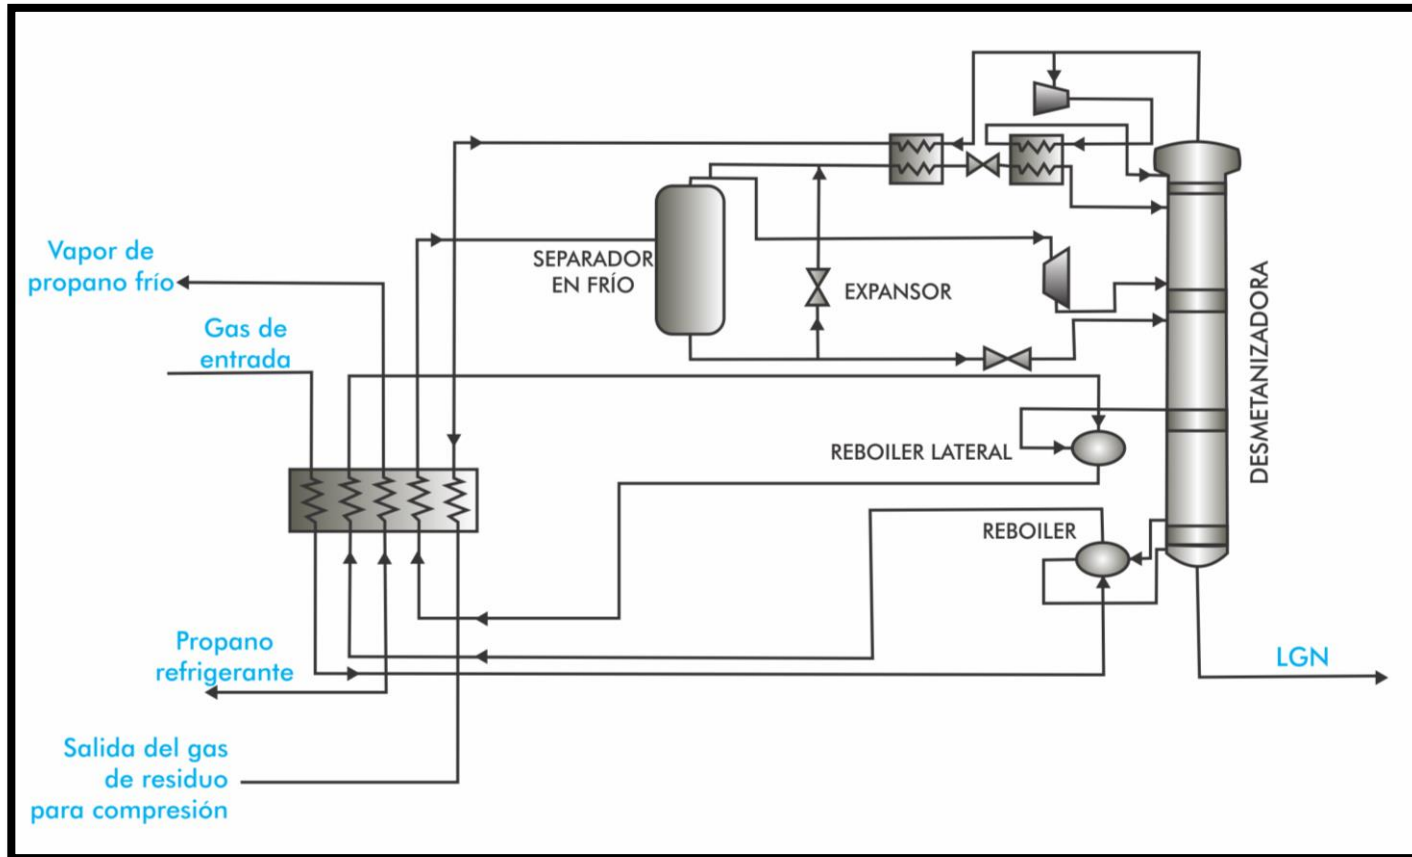 Vapor de
propano frío
Gas de
entrada
SEPARADOR
EN FRÍO
EXPANSOR
DESMETANIZADORA
REBOILER LATERAL
REBOILER
Propano
refrigerante
LGN
Salida del gas
de residuo
para compresión